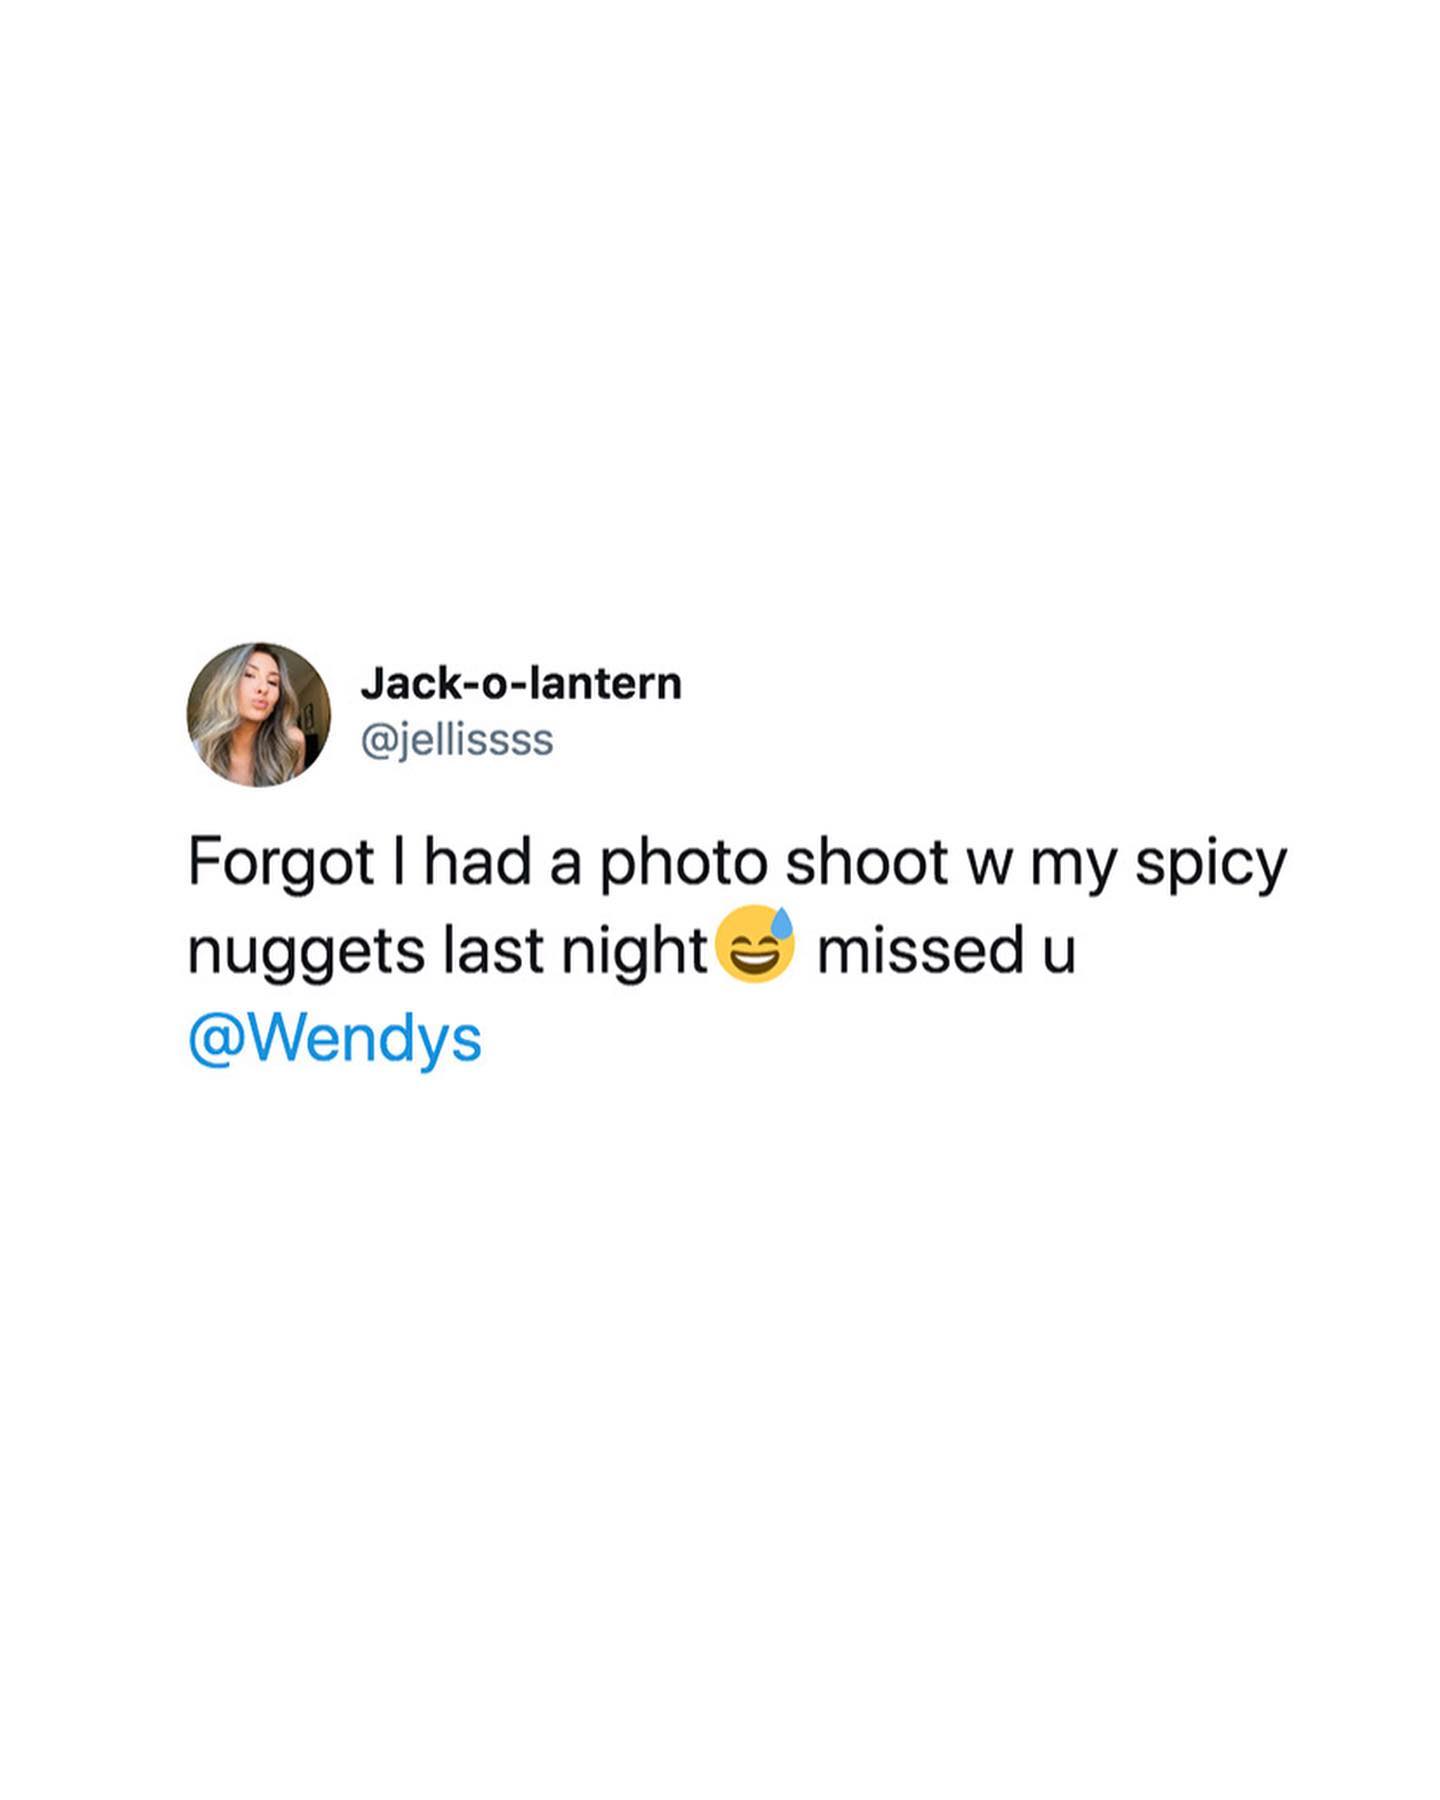 Jack-o-lantern
@jellissss
Forgot I had a photo shoot w my spicy
nuggets last night😅 missed u
@Wendys